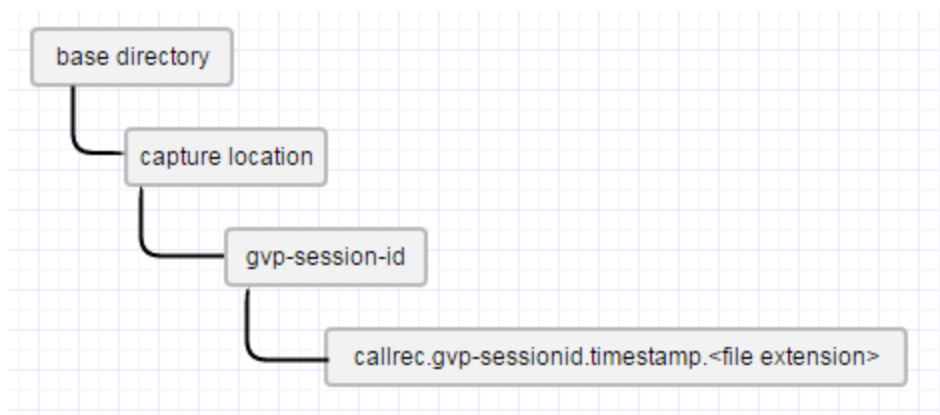 base directory
capture location
gvp-session-id
callrec.gvp-sessionid.timestamp.<file extension>